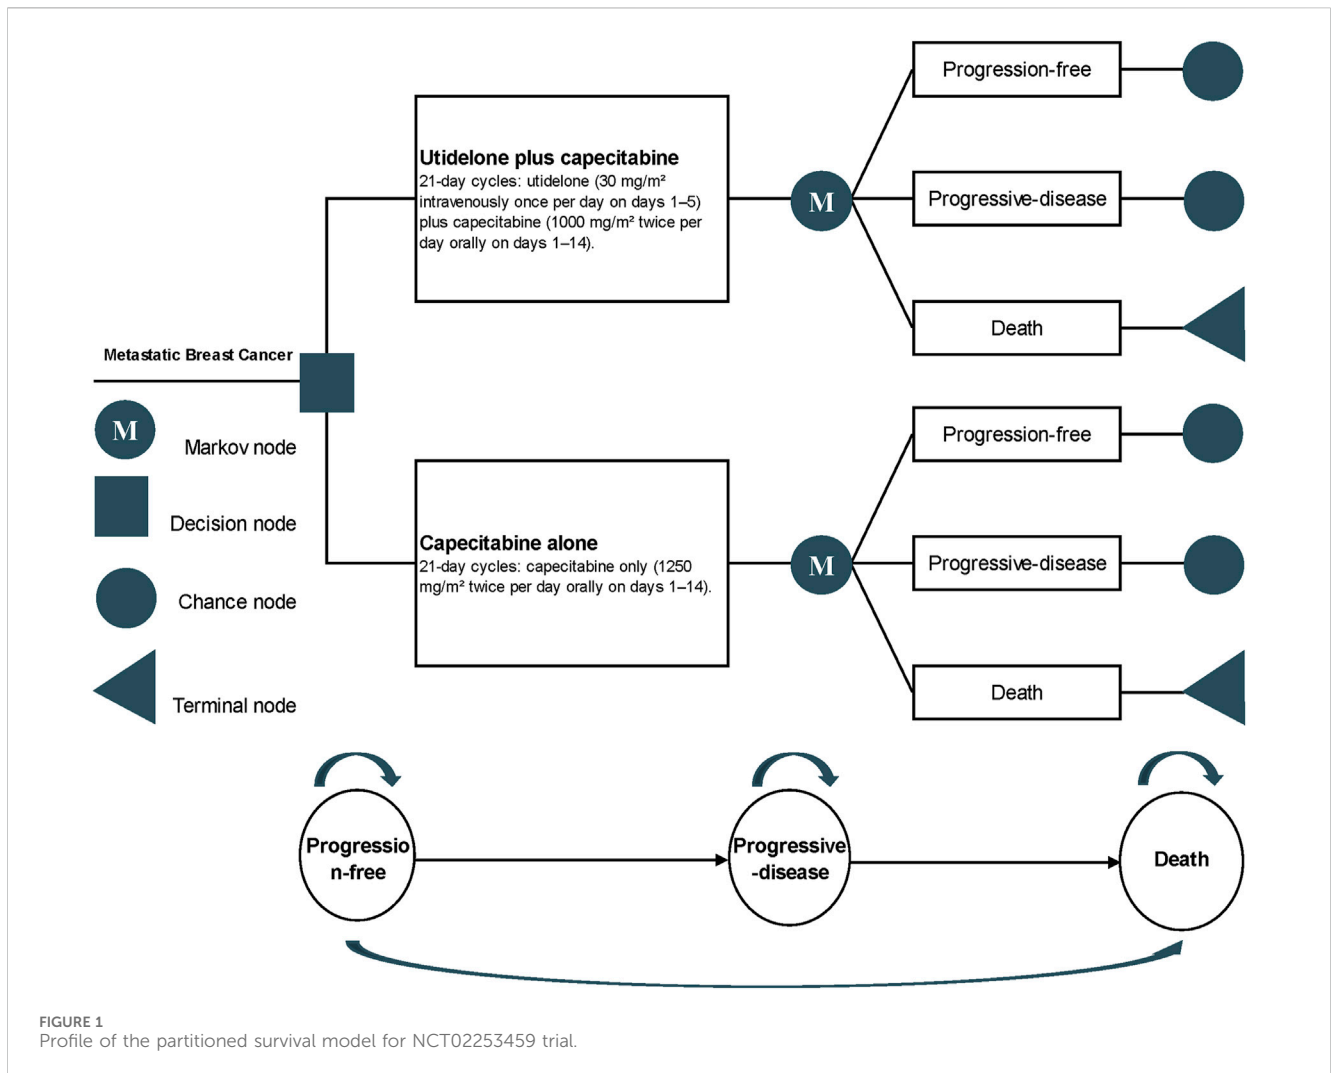 Progression-free
Utidelone plus capecitabine
21-day cycles: utidelone (30 mg/m²
intravenously once per day on days 1–5)
plus capecitabine (1000 mg/m² twice per
day orally on days 1–14).
M
Progressive-disease
Death
Metastatic Breast Cancer
M
Markov node
Decision node
Chance node
Terminal node
Progression-free
Capecitabine alone
21-day cycles: capecitabine only (1250
mg/m² twice per day orally on days 1–14).
M
Progressive-disease
Death
Progressio
n-free
Progressive
-disease
Death
FIGURE 1
Profile of the partitioned survival model for NCT02253459 trial.